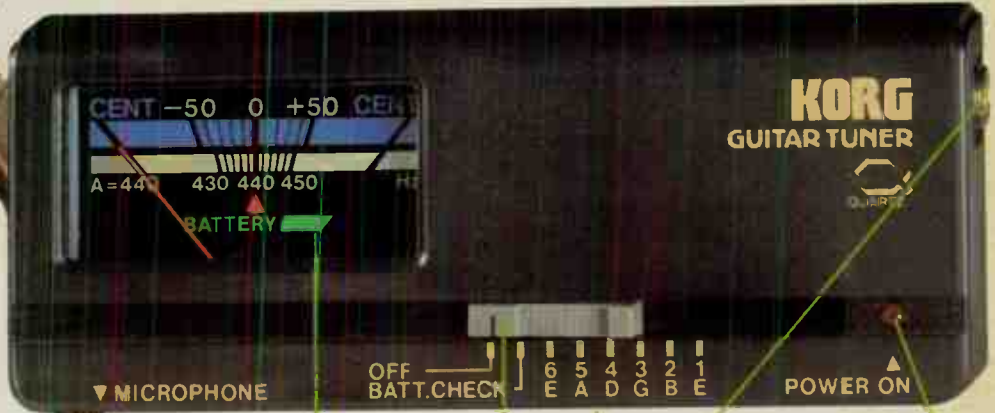 CENT -50 0 +50 CENT
A=440 430 440 450
BATTERY
KORG
GUITAR TUNER
QUARTZ
OFF
BATT.CHECK
6 5 4 3 2 1
E A D G B E
▼MICROPHONE
▲
POWER ON